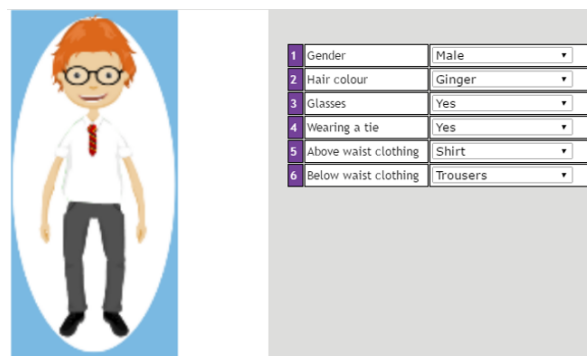 1 Gender Male
2 Hair colour Ginger
3 Glasses Yes
4 Wearing a tie Yes
5 Above waist clothing Shirt
6 Below waist clothing Trousers